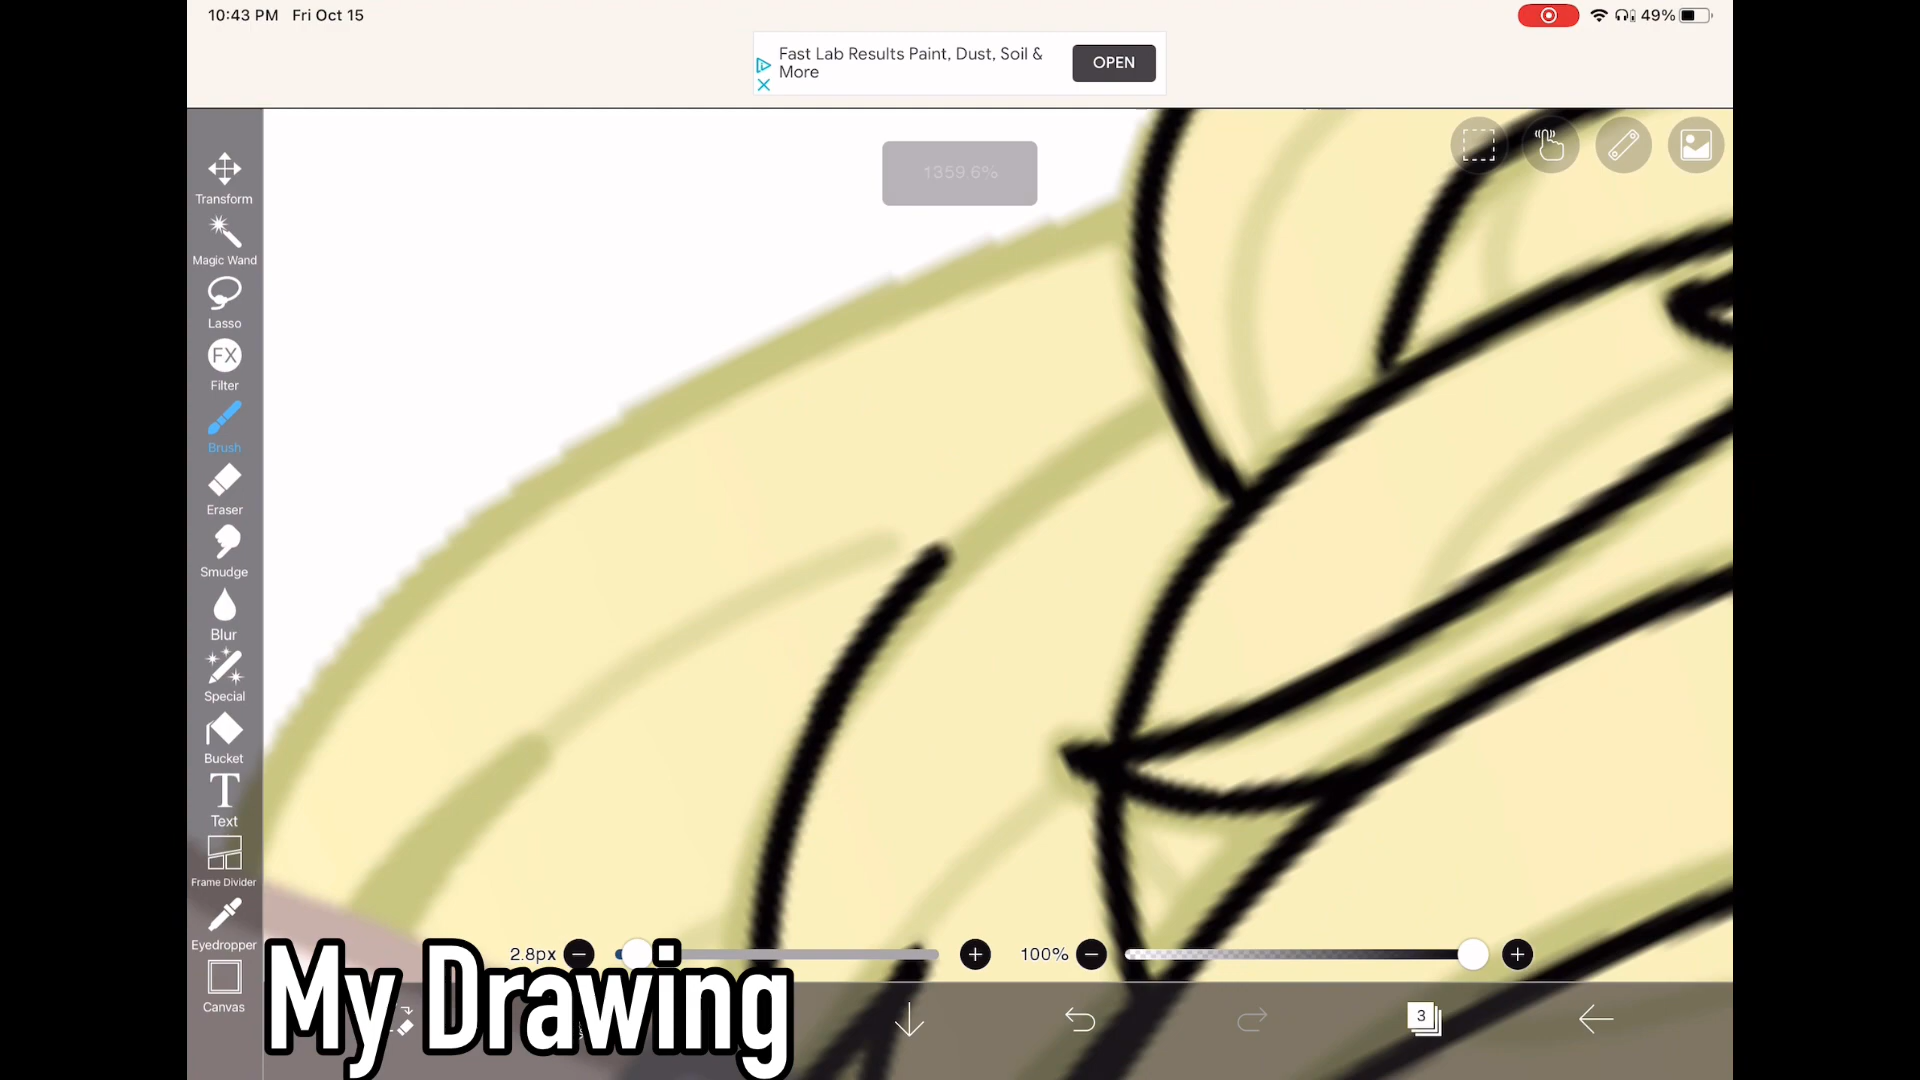 10:43 PM Fri Oct 15
49%
Fast Lab Results Paint, Dust, Soil &
More
OPEN
1359.6%
Transform
Magic Wand
Lasso
FX
Filter
Brush
Eraser
Smudge
Blur
Special
Bucket
T
Text
Frame Divider
Eyedropper
Canvas
2.8px
100%
My Drawing
3